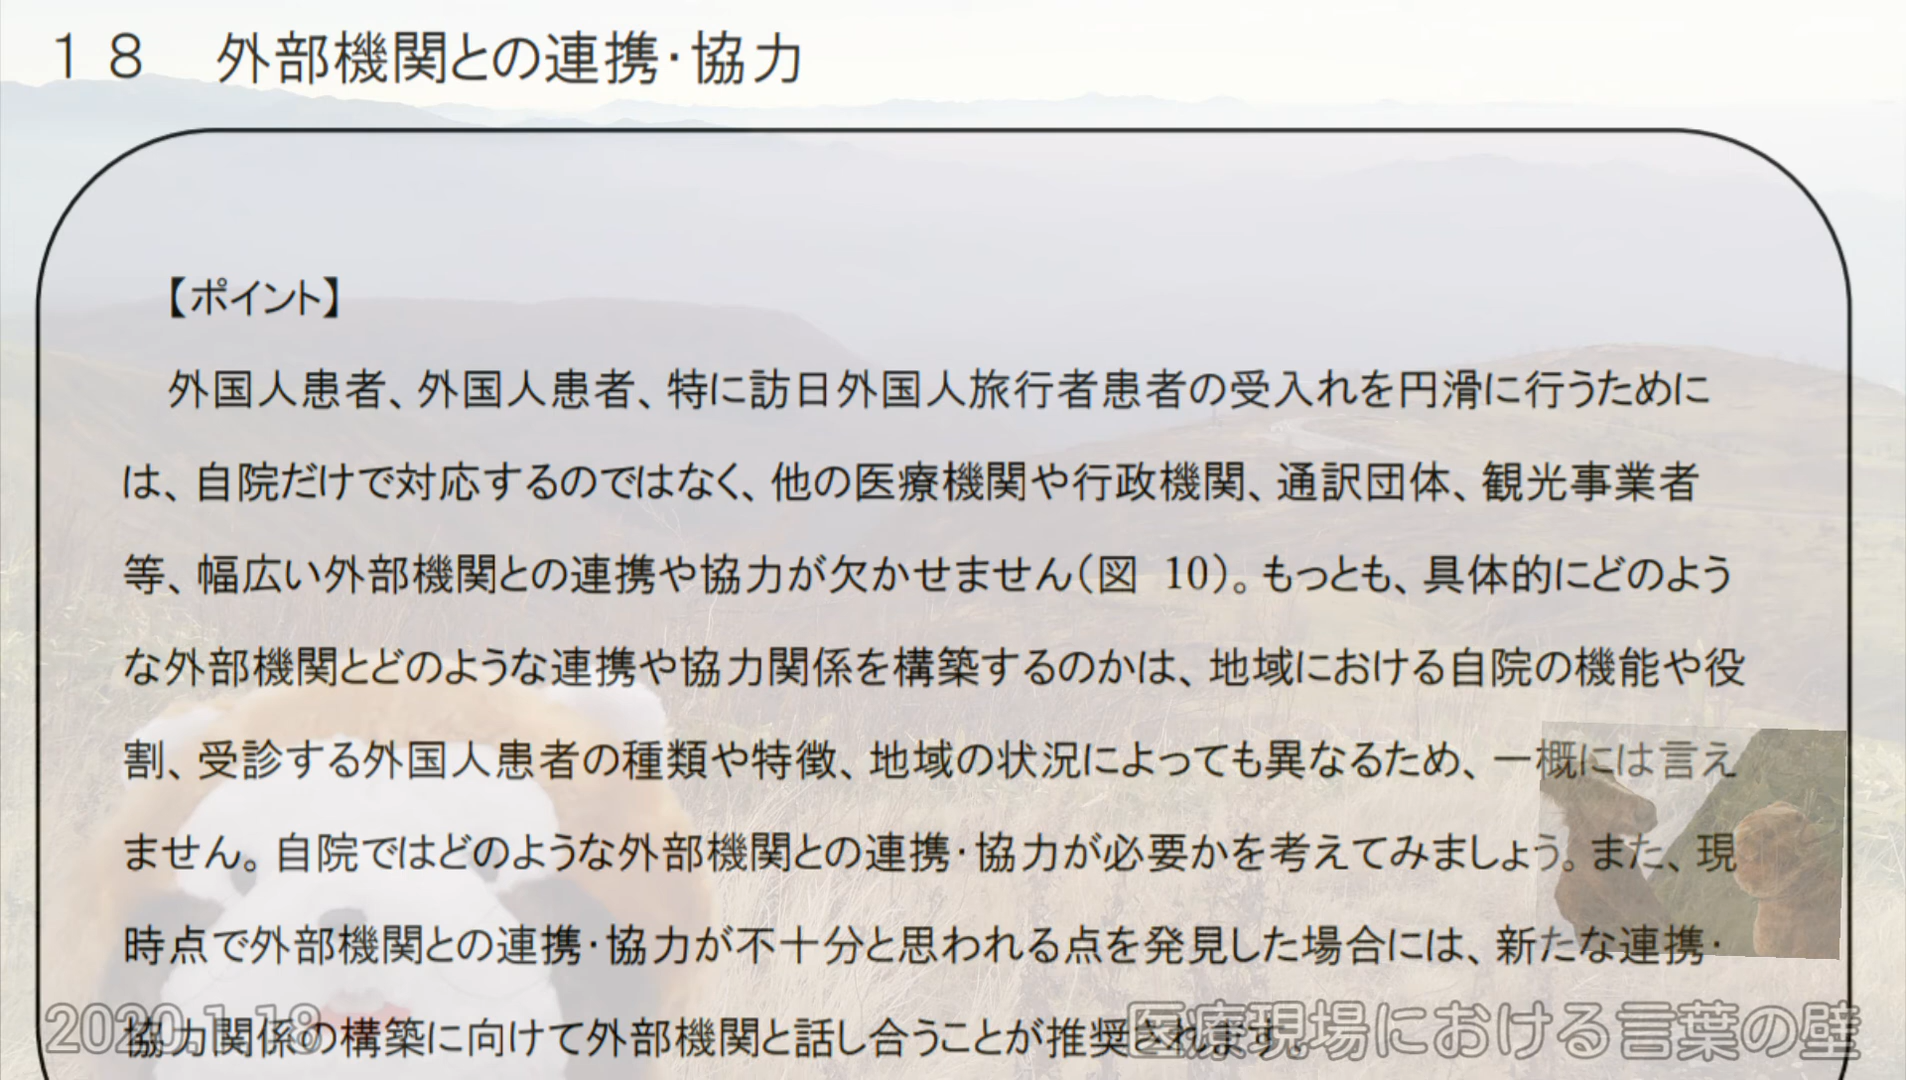 18 外部機関との連携・協力
【ポイント】
外国人患者、外国人患者、特に訪日外国人旅行者患者の受入れを円滑に行うために
は、自院だけで対応するのではなく、他の医療機関や行政機関、通訳団体、観光事業者
等、幅広い外部機関との連携や協力が欠かせません（図 10）。もっとも、具体的にどのよう
な外部機関とどのような連携や協力関係を構築するのかは、地域における自院の機能や役
割、受診する外国人患者の種類や特徴、地域の状況によっても異なるため、一概には言え
ません。自院ではどのような外部機関との連携・協力が必要かを考えてみましょう。また、現
時点で外部機関との連携・協力が不十分と思われる点を発見した場合には、新たな連携・
協力関係の構築に向けて外部機関と話し合うことが推奨されます。
2020.1.18
医療現場における言葉の壁